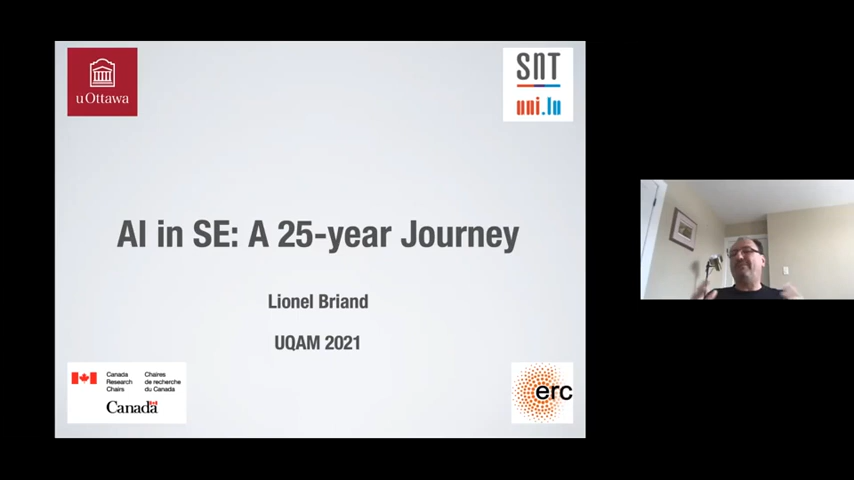 uOttawa
SnT
uni.lu
AI in SE: A 25-year Journey
Lionel Briand
UQAM 2021
Canada
Research
Chairs
Chaires
de recherche
du Canada
Canada
erc